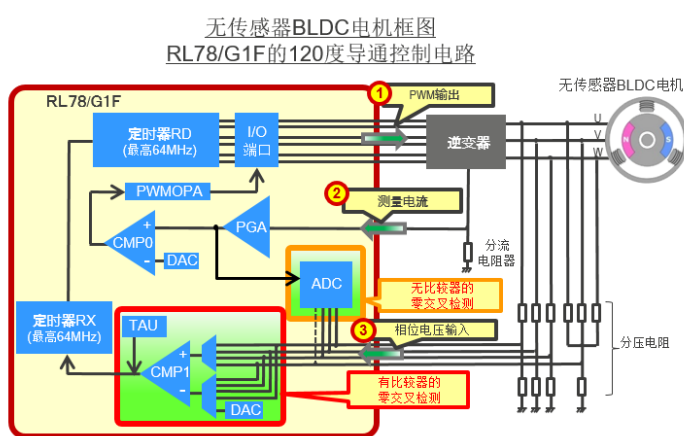 无传感器BLDC电机框图
RL78/G1F的120度导通控制电路
RL78/G1F
1
PWM输出
无传感器BLDC电机
定时器RD
(最高64MHz)
I/O
端口
逆变器
U
V
W
N
S
PWMOPA
2
测量电流
CMP0
+
-
DAC
PGA
分流
电阻器
ADC
无比较器的
零交叉检测
定时器RX
(最高64MHz)
TAU
3
相位电压输入
分压电阻
CMP1
+
-
DAC
有比较器的
零交叉检测